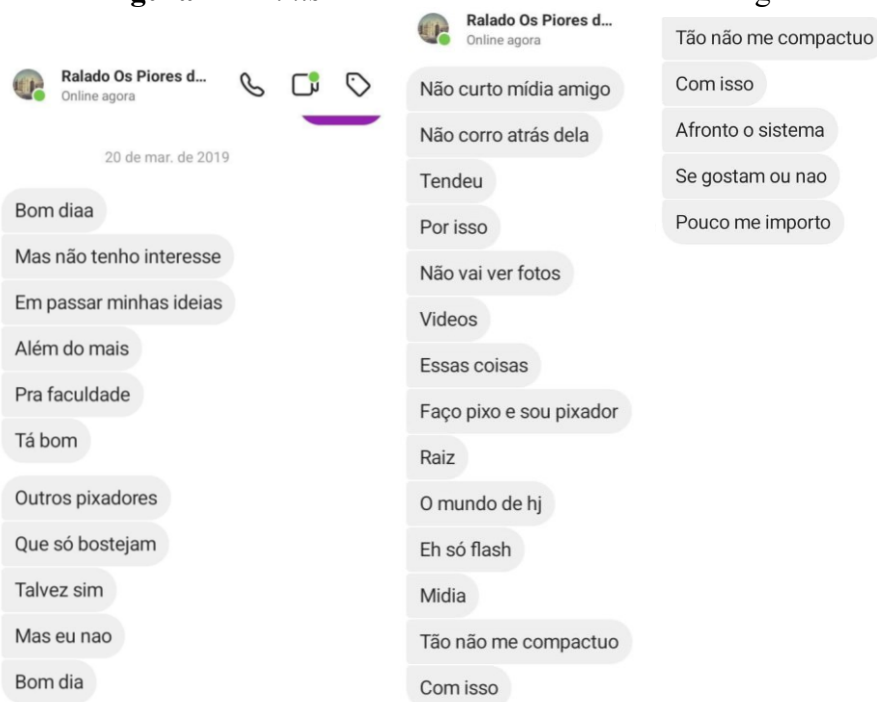 Ralado Os Piores d...
Online agora
20 de mar. de 2019
Bom diaa
Mas não tenho interesse
Em passar minhas ideias
Além do mais
Pra faculdade
Tá bom
Outros pixadores
Que só bostejam
Talvez sim
Mas eu nao
Bom dia
Ralado Os Piores d...
Online agora
Não curto mídia amigo
Não corro atrás dela
Tendeu
Por isso
Não vai ver fotos
Videos
Essas coisas
Faço pixo e sou pixador
Raiz
O mundo de hj
Eh só flash
Midia
Tão não me compactuo
Com isso
Tão não me compactuo
Com isso
Afronto o sistema
Se gostam ou nao
Pouco me importo